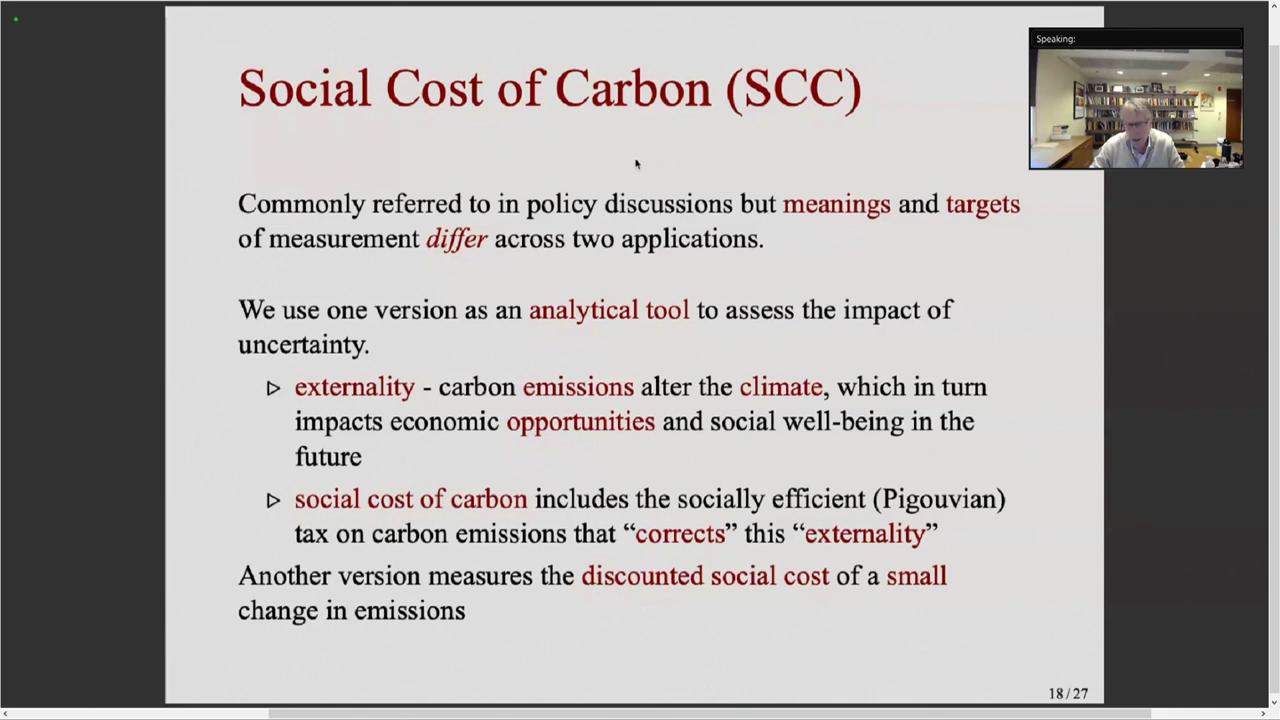 Social Cost of Carbon (SCC)
Speaking:
Commonly referred to in policy discussions but meanings and targets
of measurement differ across two applications.
We use one version as an analytical tool to assess the impact of
uncertainty.
externality - carbon emissions alter the climate, which in turn
impacts economic opportunities and social well-being in the
future
social cost of carbon includes the socially efficient (Pigouvian)
tax on carbon emissions that “corrects” this “externality”
Another version measures the discounted social cost of a small
change in emissions
18/27